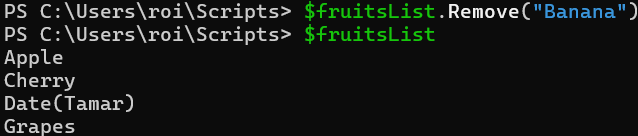 PS C:\Users\roi\Scripts> $fruitsList.Remove("Banana")
PS C:\Users\roi\Scripts> $fruitsList
Apple
Cherry
Date(Tamar)
Grapes